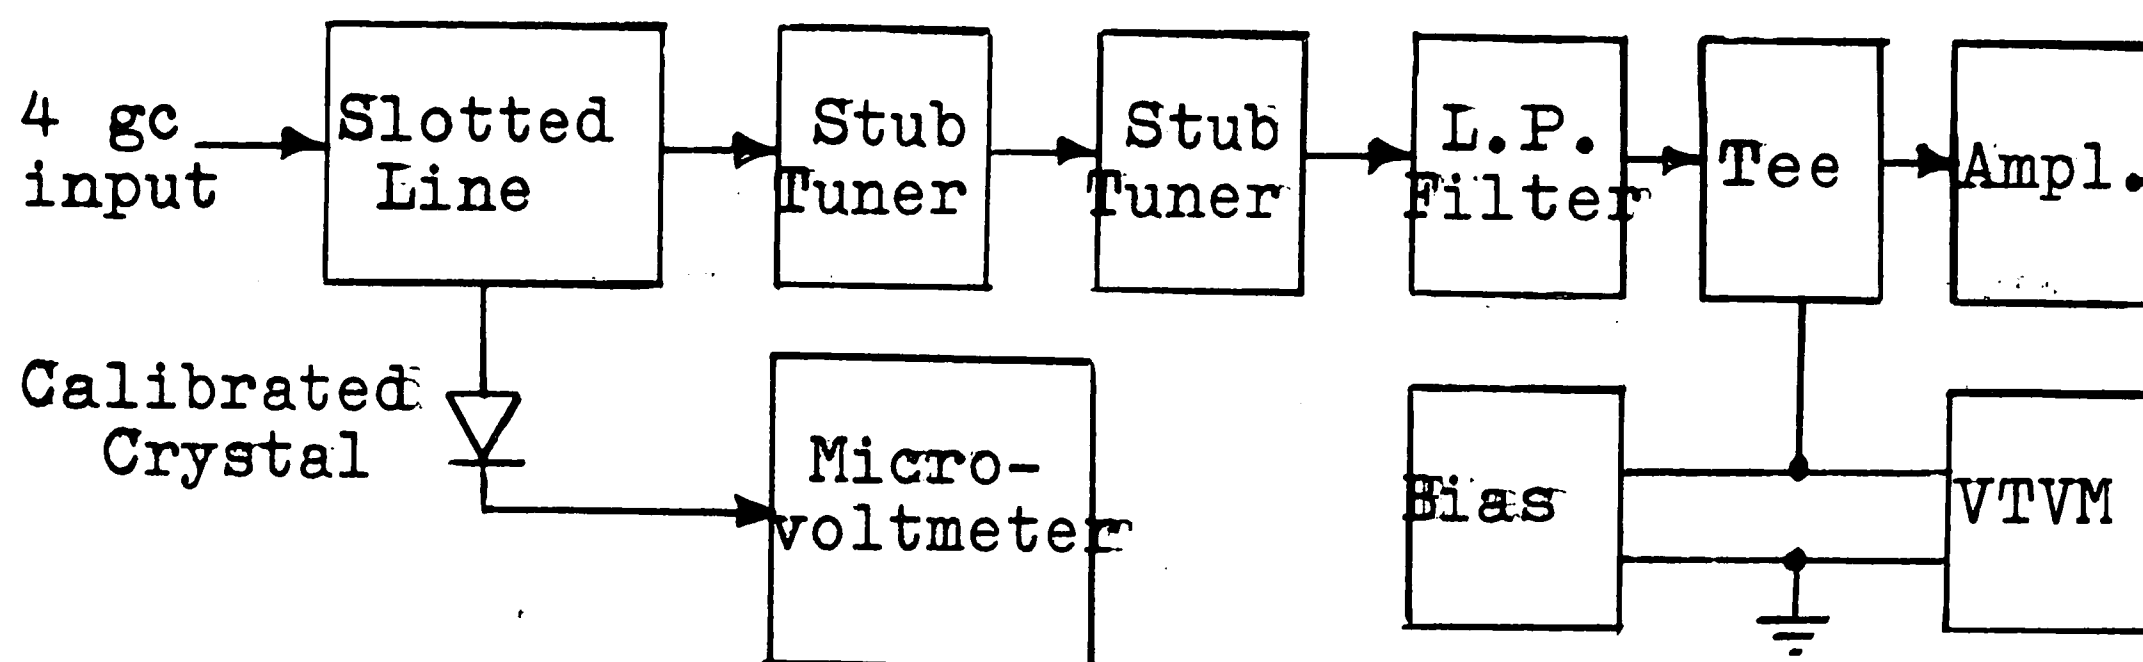 4 gc
input
Slotted
Line
Stub
Tuner
Stub
Tuner
L.P.
Filter
Tee
Ampl.
Calibrated
Crystal
Micro-
voltmeter
Bias
VTVM